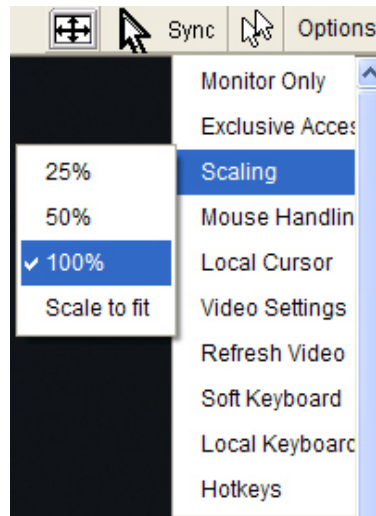 Sync Options
Monitor Only
Exclusive Acces
Scaling
Mouse Handlin
Local Cursor
Video Settings
Refresh Video
Soft Keyboard
Local Keyboard
Hotkeys
25%
50%
100%
Scale to fit